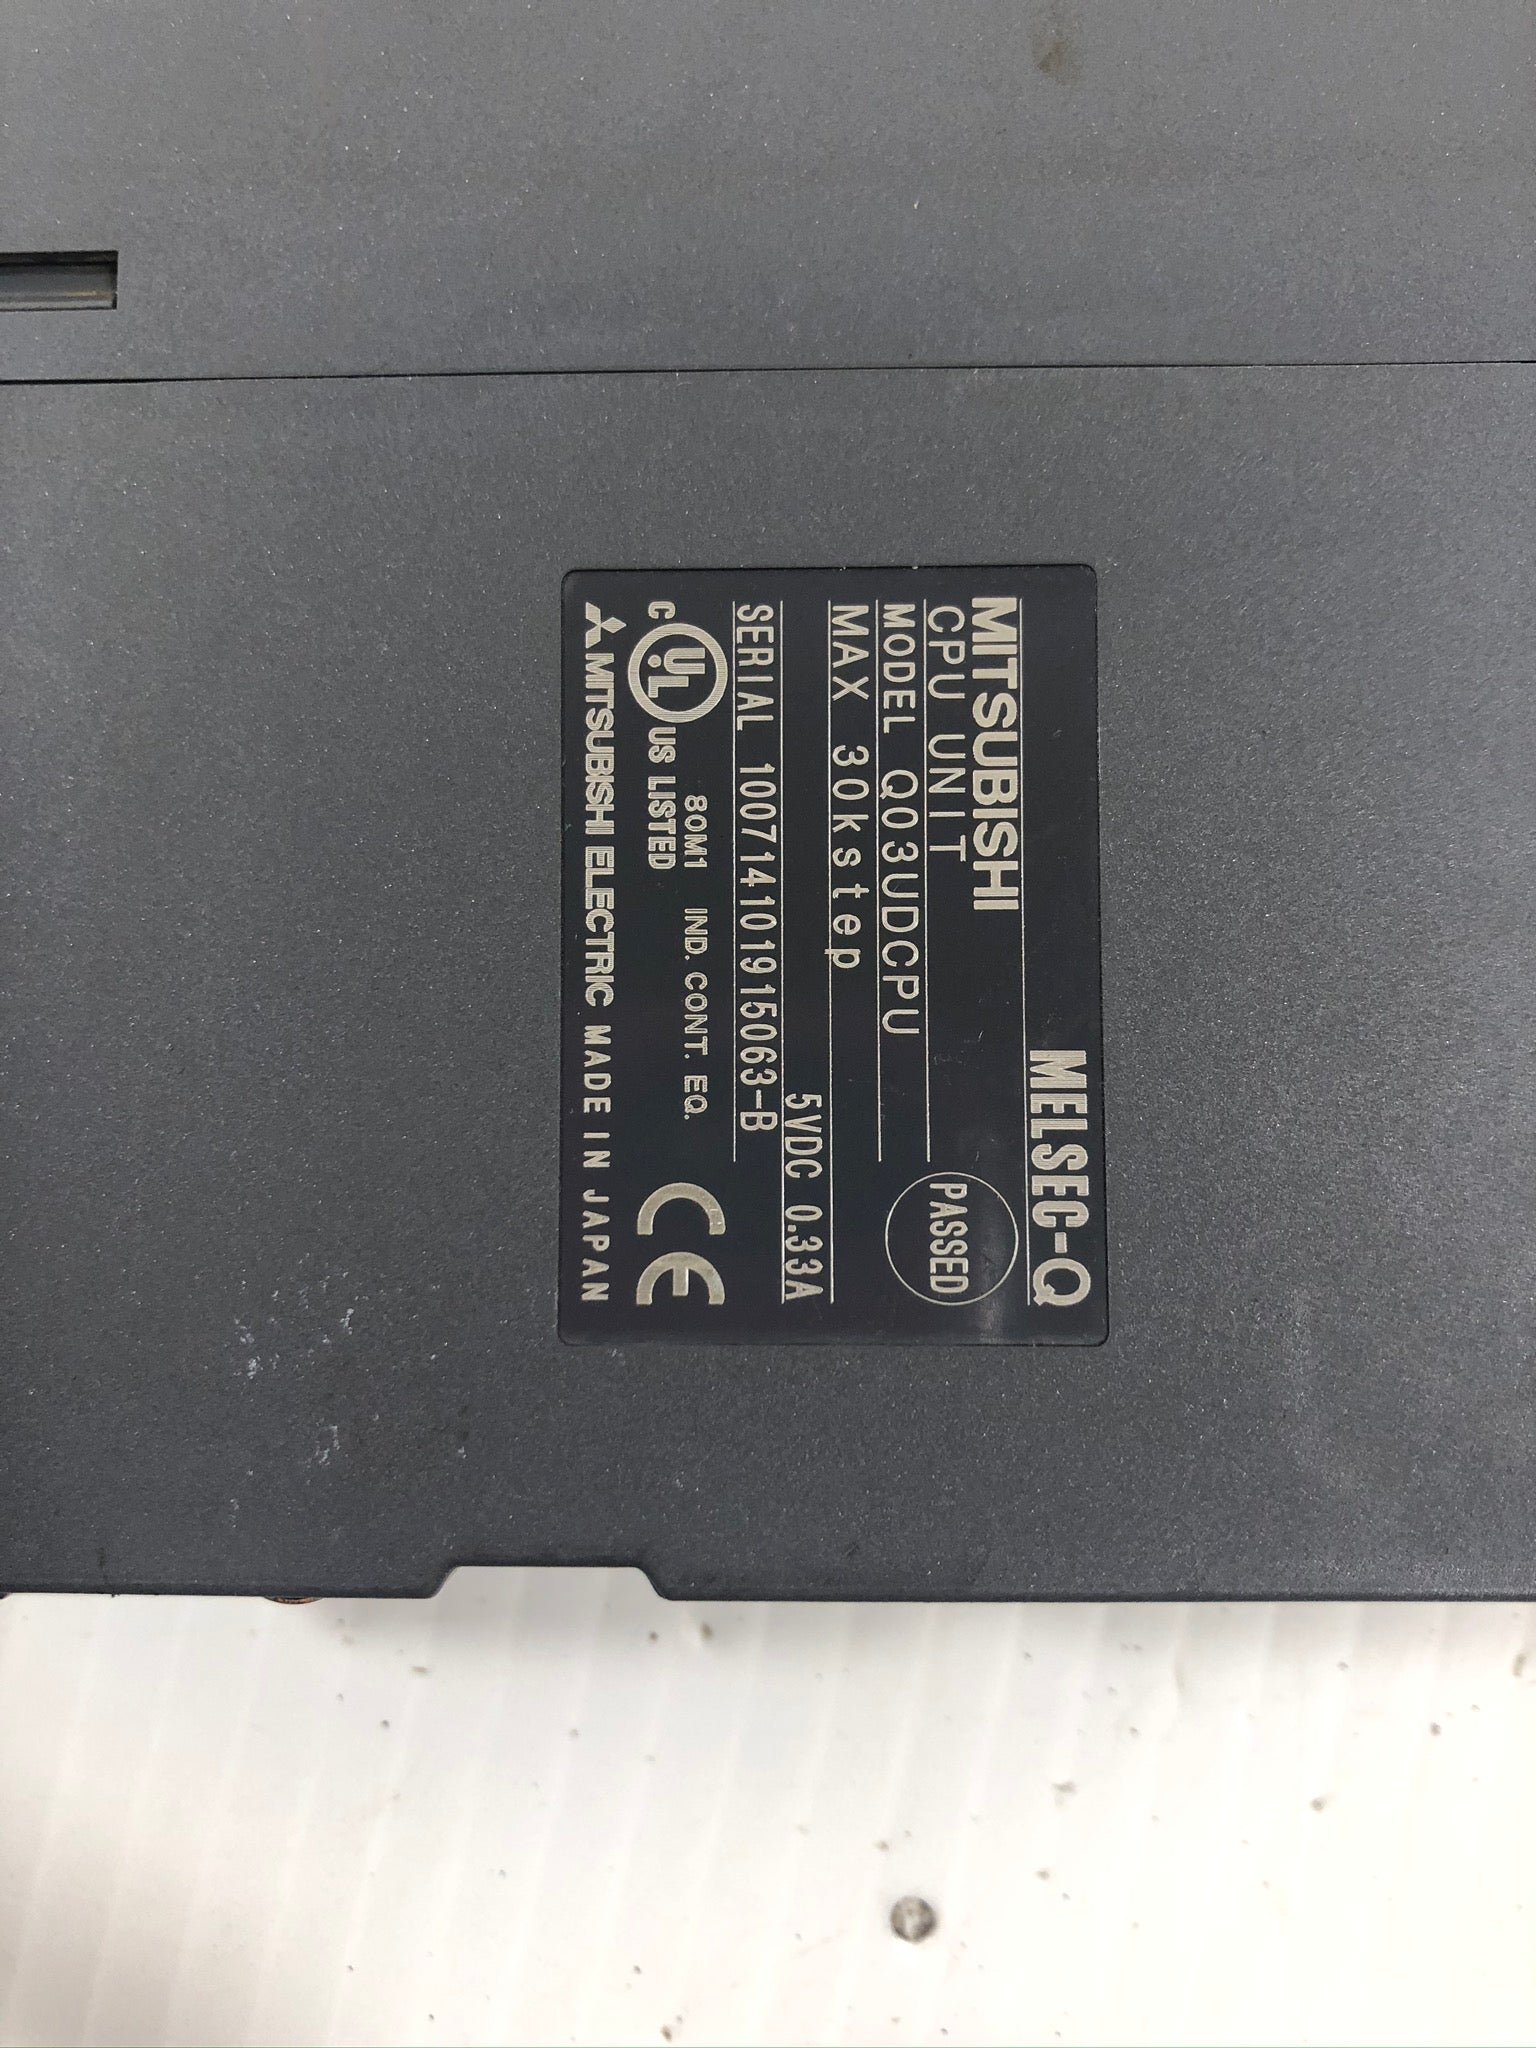 MELSEC-Q
MITSUBISHI
CPU UNIT
PASSED
MODEL Q03UDCPU
MAX 30kstep
5VDC 0.33A
SERIAL 100714101915063-B
80M1 IND. CONT. EQ.
C UL US LISTED
CE
MITSUBISHI ELECTRIC MADE IN JAPAN